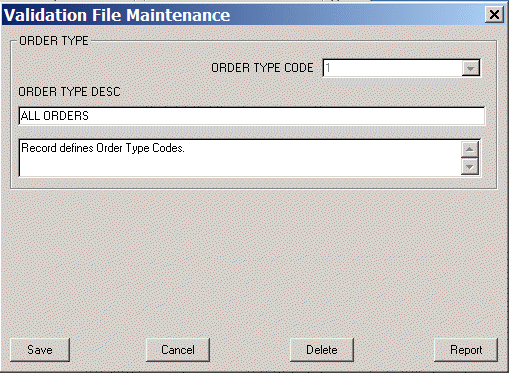 Validation File Maintenance
ORDER TYPE
ORDER TYPE CODE 1
ORDER TYPE DESC
ALL ORDERS
Record defines Order Type Codes.
Save Cancel Delete Report